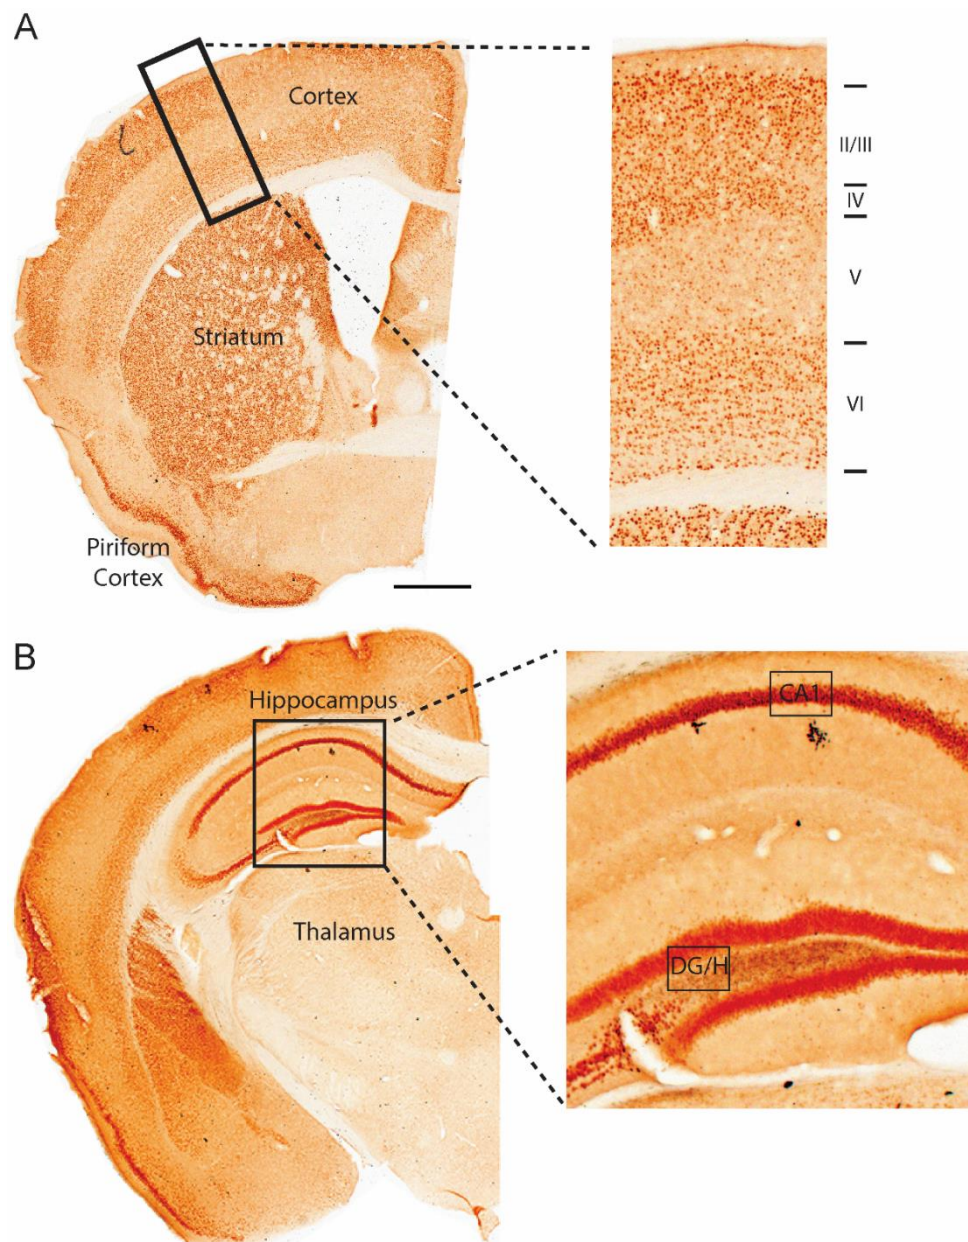 A
Cortex
II/III
IV
V
Striatum
VI
Piriform
Cortex
B
Hippocampus
CA1
Thalamus
DG/H